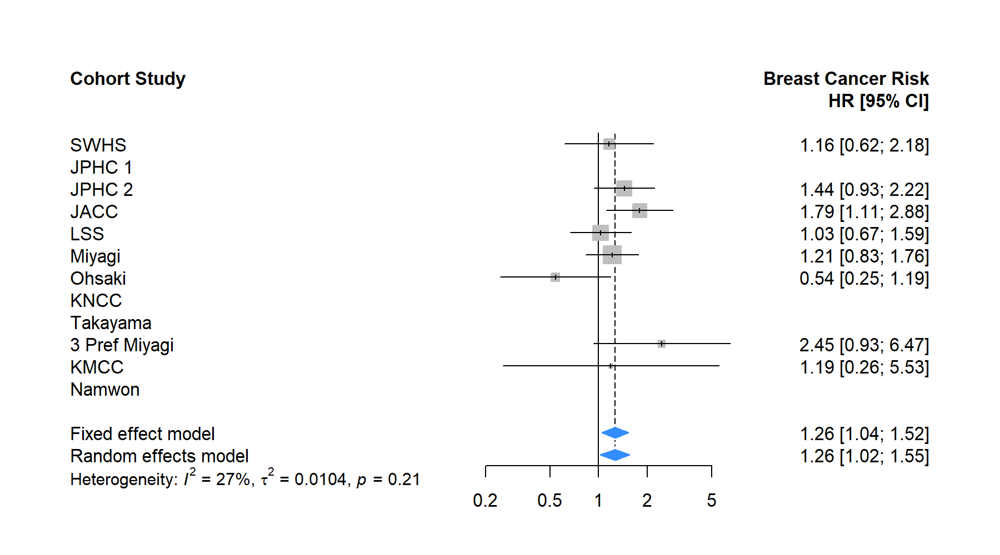 Cohort Study
Breast Cancer Risk
HR [95% CI]
SWHS 1.16 [0.62; 2.18]
JPHC 1
JPHC 2 1.44 [0.93; 2.22]
JACC 1.79 [1.11; 2.88]
LSS 1.03 [0.67; 1.59]
Miyagi 1.21 [0.83; 1.76]
Ohsaki 0.54 [0.25; 1.19]
KNCC
Takayama
3 Pref Miyagi 2.45 [0.93; 6.47]
KMCC 1.19 [0.26; 5.53]
Namwon
Fixed effect model 1.26 [1.04; 1.52]
Random effects model 1.26 [1.02; 1.55]
Heterogeneity: I² = 27%, τ² = 0.0104, p = 0.21
0.2 0.5 1 2 5